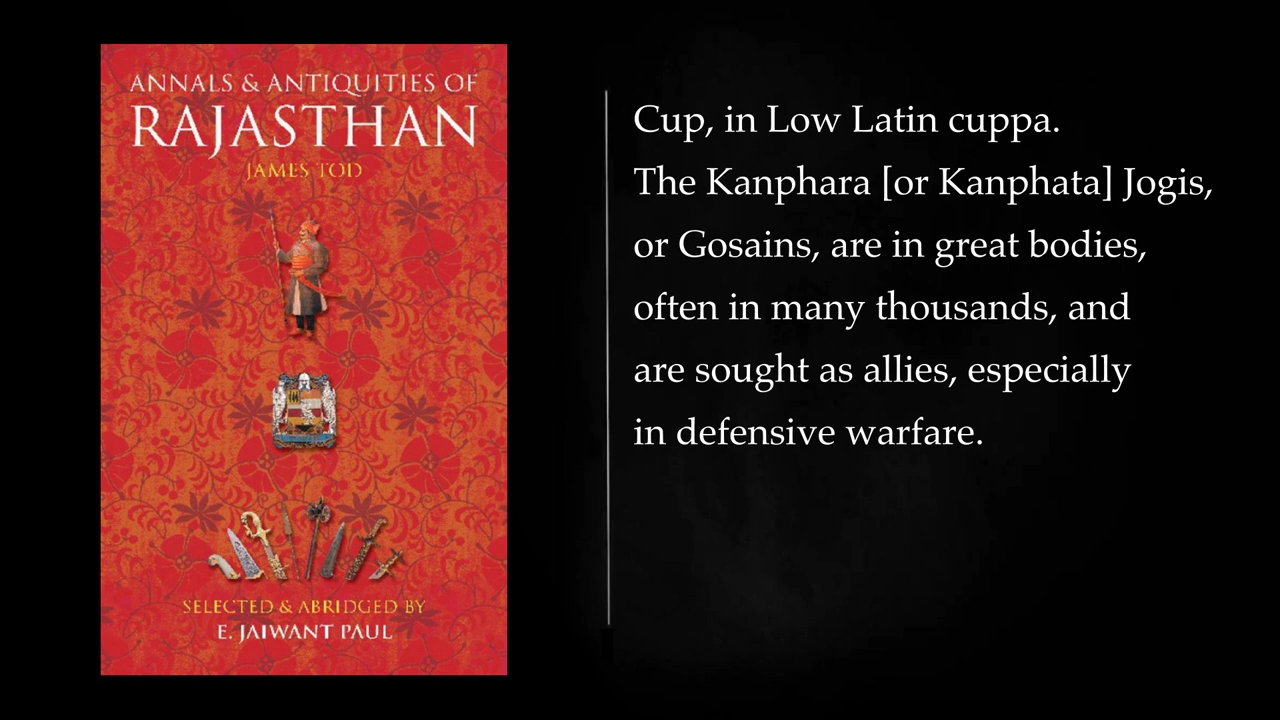 ANNALS & ANTIQUITIES OF
RAJASTHAN
JAMES TOD
SELECTED & ABRIDGED BY
E. JAIWANT PAUL
Cup, in Low Latin cuppa.
The Kanphara [or Kanphata] Jogis,
or Gosains, are in great bodies,
often in many thousands, and
are sought as allies, especially
in defensive warfare.